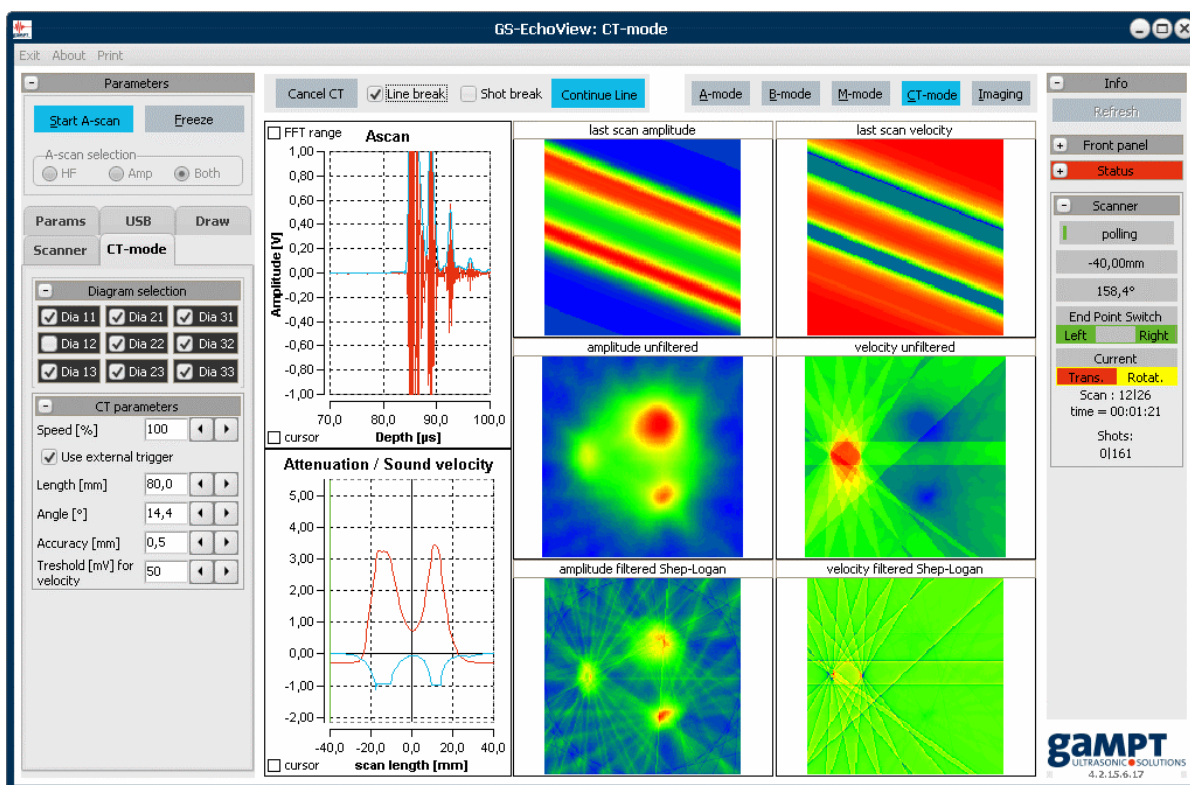 GS-EchoView: CT-mode
Exit About Print
Parameters
Start A-scan Freeze
A-scan selection
HF Amp Both
Params USB Draw
Scanner CT-mode
Diagram selection
Dia 11 Dia 21 Dia 31
Dia 12 Dia 22 Dia 32
Dia 13 Dia 23 Dia 33
CT parameters
Speed [%] 100
Use external trigger
Length [mm] 80,0
Angle [°] 14,4
Accuracy [mm] 0,5
Treshold [mV] for
velocity 50
Cancel CT Line break Shot break Continue Line
A-mode B-mode M-mode CT-mode Imaging
FFT range Ascan
Amplitude [V]
1,00
0,80
0,60
0,40
0,20
0,00
-0,20
-0,40
-0,60
-0,80
-1,00
70,0 80,0 90,0 100,0
cursor Depth [µs]
Attenuation / Sound velocity
5,00
4,00
3,00
2,00
1,00
0,00
-1,00
-2,00
-40,0 -20,0 0,0 20,0 40,0
cursor scan length [mm]
last scan amplitude
last scan velocity
amplitude unfiltered
velocity unfiltered
amplitude filtered Shep-Logan
velocity filtered Shep-Logan
Info
Refresh
Front panel
Status
Scanner
polling
-40,00mm
158,4°
End Point Switch
Left Right
Current
Trans. Rotat.
Scan : 12|26
time = 00:01:21
Shots:
0|161
gaMPT
ULTRASONIC SOLUTIONS
4.2.15.6.17